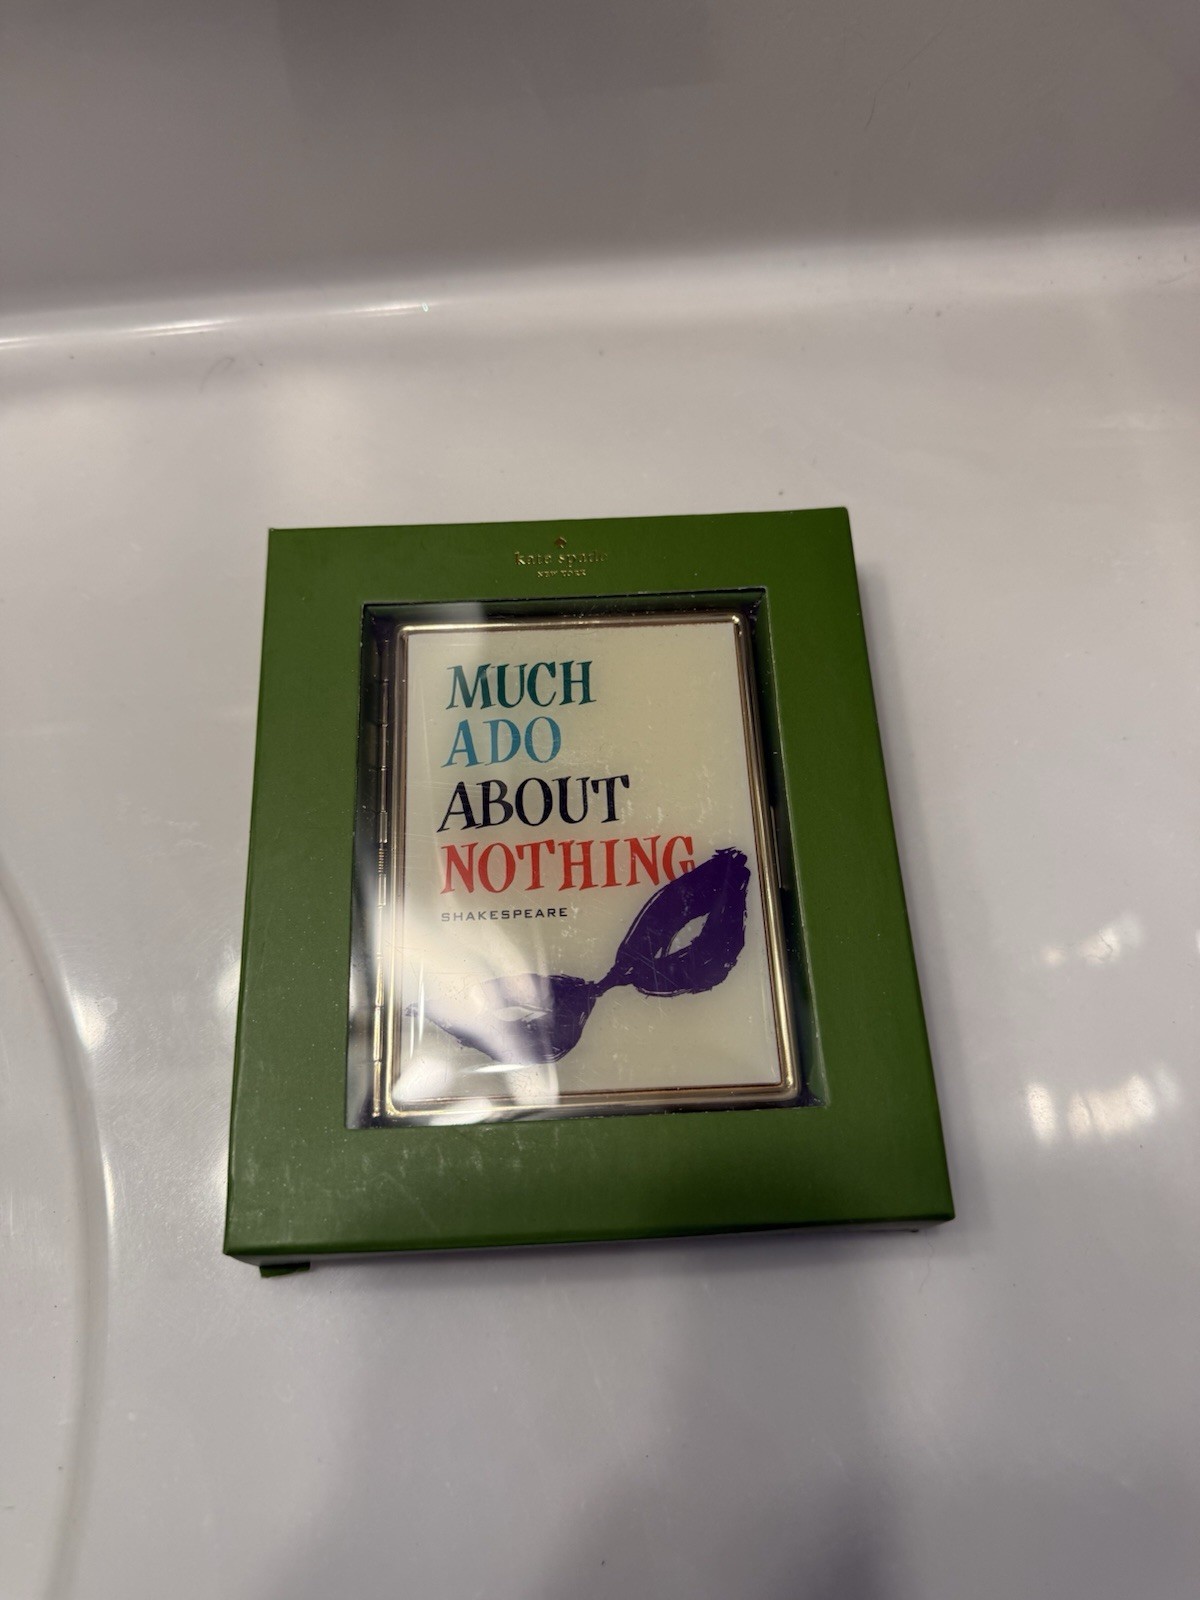 kate spade
NEW YORK
MUCH
ADO
ABOUT
NOTHING
SHAKESPEARE